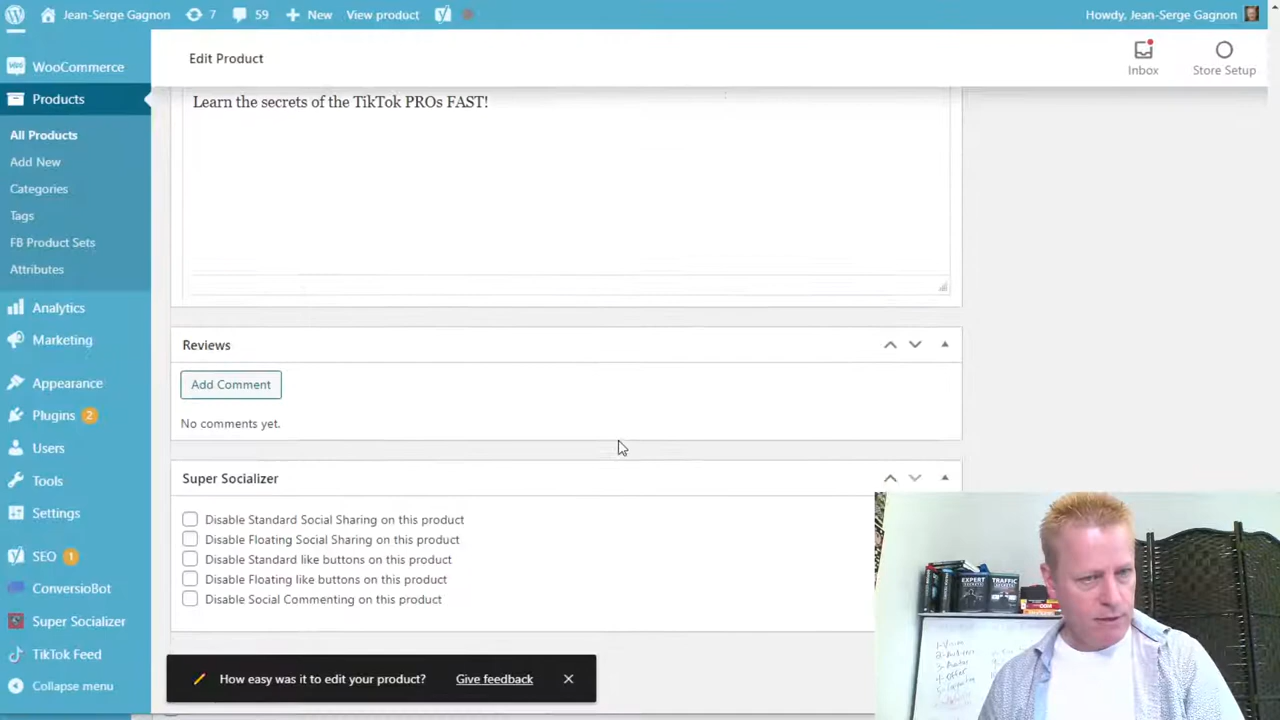 Jean-Serge Gagnon 7 59 New View product Howdy, Jean-Serge Gagnon
WooCommerce
Products
All Products
Add New
Categories
Tags
FB Product Sets
Attributes
Analytics
Marketing
Appearance
Plugins 2
Users
Tools
Settings
SEO 1
ConversioBot
Super Socializer
TikTok Feed
Collapse menu
Edit Product
Inbox
Store Setup
Learn the secrets of the TikTok PROs FAST!
Reviews
Add Comment
No comments yet.
Super Socializer
Disable Standard Social Sharing on this product
Disable Floating Social Sharing on this product
Disable Standard like buttons on this product
Disable Floating like buttons on this product
Disable Social Commenting on this product
How easy was it to edit your product? Give feedback
EXPERT
SECRETS
TRAFFIC
SECRETS